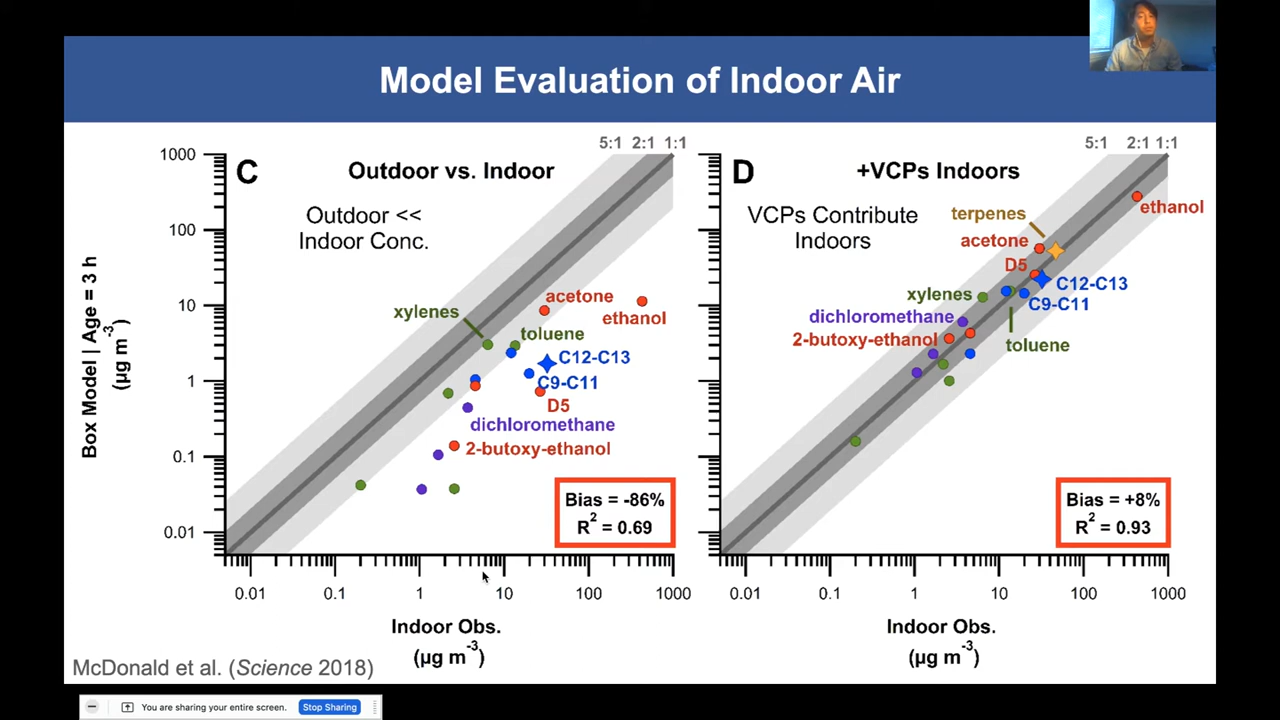 Model Evaluation of Indoor Air
5:1 2:1 1:1
C
Outdoor vs. Indoor
Outdoor <<
Indoor Conc.
Box Model | Age = 3 h
(µg m-3)
1000
100
10
1
0.1
0.01
xylenes
acetone
ethanol
toluene
C12-C13
C9-C11
D5
dichloromethane
2-butoxy-ethanol
Bias = -86%
R2 = 0.69
0.01 0.1 1 10 100 1000
Indoor Obs.
(µg m-3)
5:1 2:1 1:1
D
+VCPs Indoors
VCPs Contribute
Indoors
terpenes
ethanol
acetone
D5
C12-C13
xylenes
C9-C11
dichloromethane
2-butoxy-ethanol
toluene
Bias = +8%
R2 = 0.93
0.01 0.1 1 10 100 1000
Indoor Obs.
(µg m-3)
McDonald et al. (Science 2018)
You are sharing your entire screen.
Stop Sharing